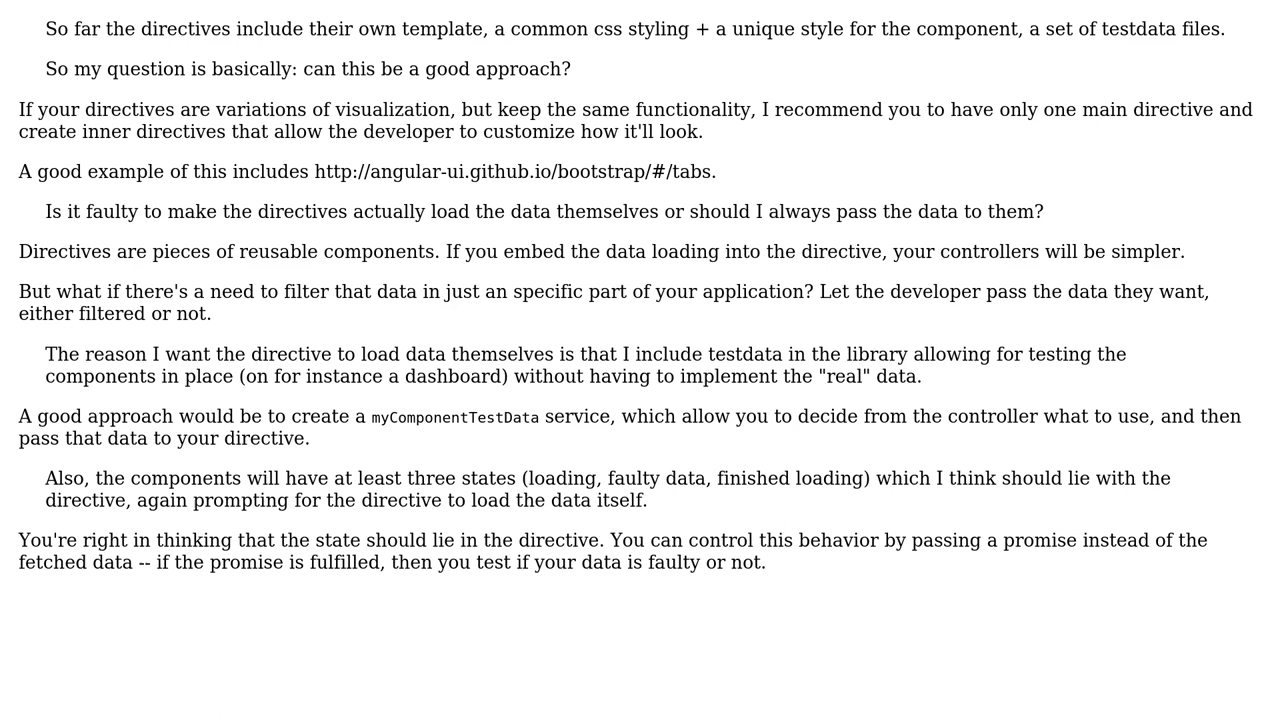 So far the directives include their own template, a common css styling + a unique style for the component, a set of testdata files.
So my question is basically: can this be a good approach?
If your directives are variations of visualization, but keep the same functionality, I recommend you to have only one main directive and
create inner directives that allow the developer to customize how it'll look.
A good example of this includes http://angular-ui.github.io/bootstrap/#/tabs.
Is it faulty to make the directives actually load the data themselves or should I always pass the data to them?
Directives are pieces of reusable components. If you embed the data loading into the directive, your controllers will be simpler.
But what if there's a need to filter that data in just an specific part of your application? Let the developer pass the data they want,
either filtered or not.
The reason I want the directive to load data themselves is that I include testdata in the library allowing for testing the
components in place (on for instance a dashboard) without having to implement the "real" data.
A good approach would be to create a myComponentTestData service, which allow you to decide from the controller what to use, and then
pass that data to your directive.
Also, the components will have at least three states (loading, faulty data, finished loading) which I think should lie with the
directive, again prompting for the directive to load the data itself.
You're right in thinking that the state should lie in the directive. You can control this behavior by passing a promise instead of the
fetched data -- if the promise is fulfilled, then you test if your data is faulty or not.